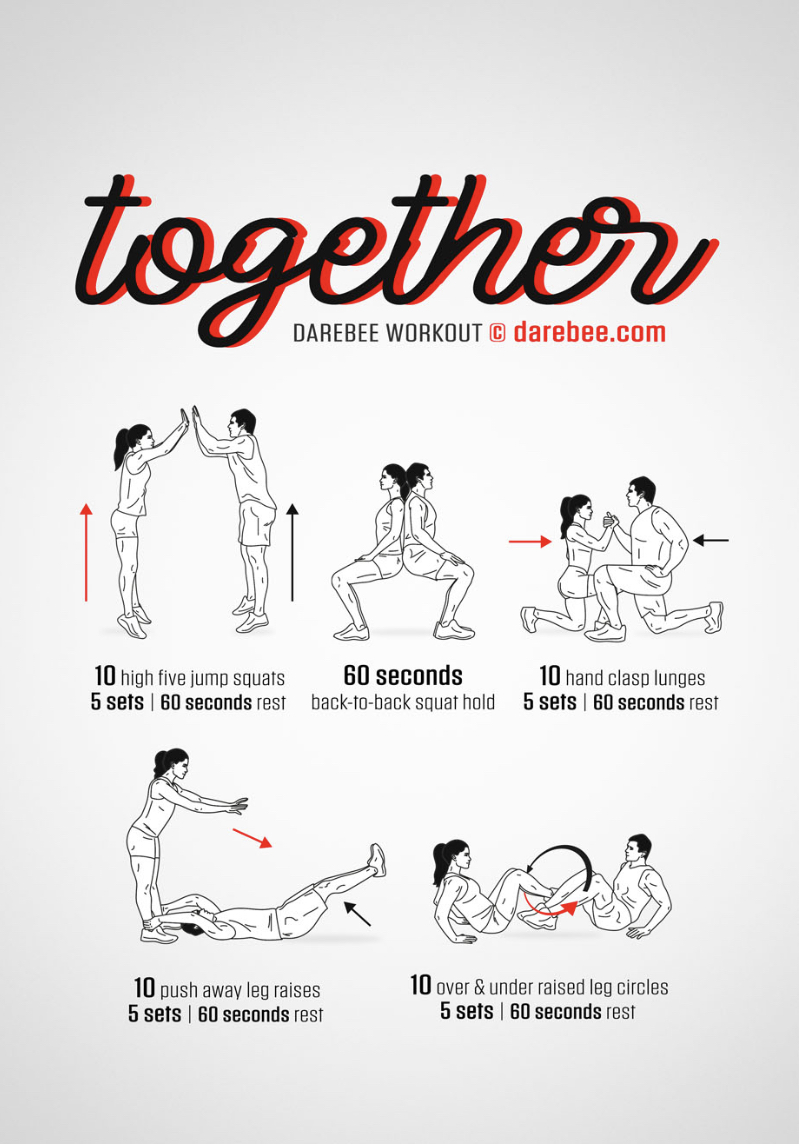 together
DAREBEE WORKOUT © darebee.com
10 high five jump squats
5 sets | 60 seconds rest
60 seconds
back-to-back squat hold
10 hand clasp lunges
5 sets | 60 seconds rest
10 push away leg raises
5 sets | 60 seconds rest
10 over & under raised leg circles
5 sets | 60 seconds rest